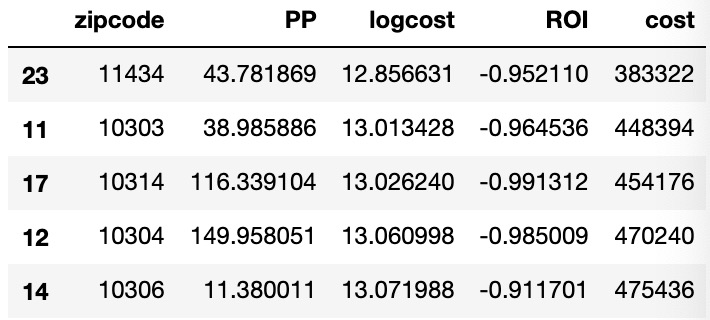 zipcode PP logcost ROI cost
23 11434 43.781869 12.856631 -0.952110 383322
11 10303 38.985886 13.013428 -0.964536 448394
17 10314 116.339104 13.026240 -0.991312 454176
12 10304 149.958051 13.060998 -0.985009 470240
14 10306 11.380011 13.071988 -0.911701 475436